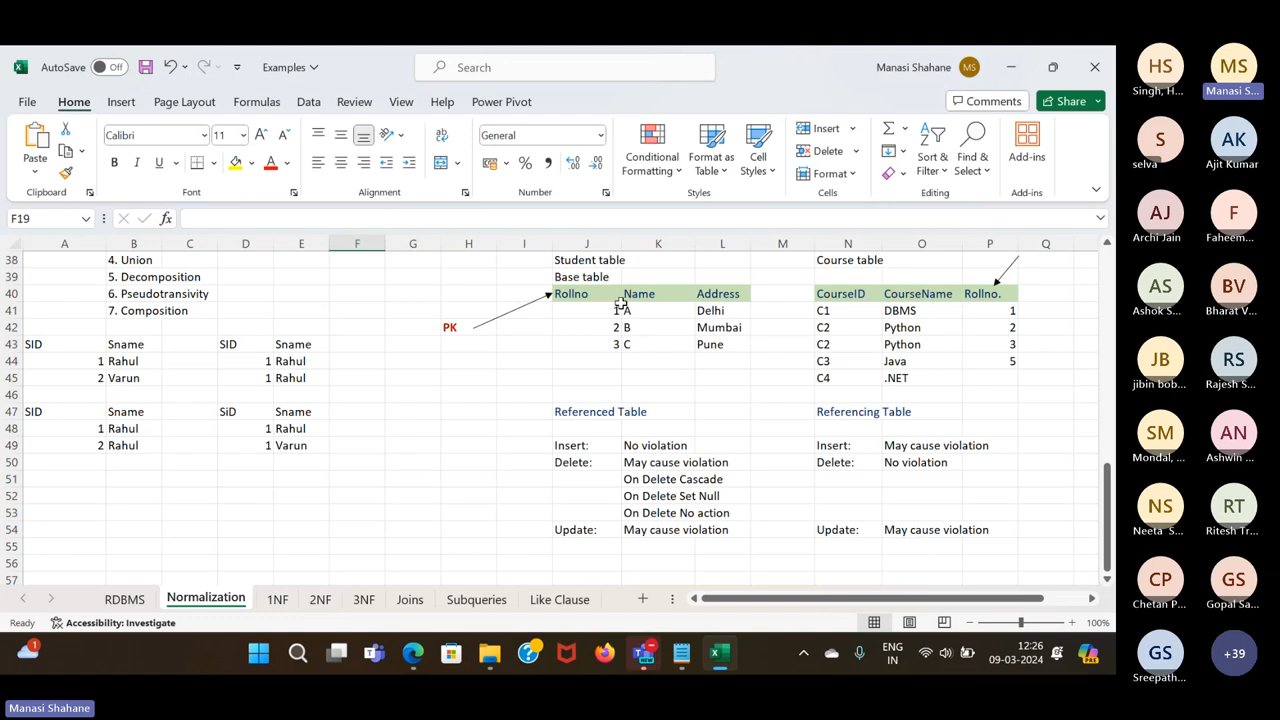 AutoSave Off Examples Search Manasi Shahane MS
File Home Insert Page Layout Formulas Data Review View Help Power Pivot Comments Share
Paste Calibri 11 General Conditional Formatting Format as Table Cell Styles Insert Delete Format Sort & Filter Find & Select Add-ins
Clipboard Font Alignment Number Styles Cells Editing Add-ins
F19 fx
A B C D E F G H I J K L M N O P Q
38 4. Union Student table Course table
39 5. Decomposition Base table
40 6. Pseudotransivity Rollno Name Address CourseID CourseName Rollno.
41 7. Composition 1 A Delhi C1 DBMS 1
42 PK 2 B Mumbai C2 Python 2
43 SID Sname SID Sname 3 C Pune C2 Python 3
44 1 Rahul 1 Rahul C3 Java 5
45 2 Varun 1 Rahul C4 .NET
46
47 SID Sname SiD Sname Referenced Table Referencing Table
48 1 Rahul 1 Rahul
49 2 Rahul 1 Varun Insert: No violation Insert: May cause violation
50 Delete: May cause violation Delete: No violation
51 On Delete Cascade
52 On Delete Set Null
53 On Delete No action
54 Update: May cause violation Update: May cause violation
55
56
57
RDBMS Normalization 1NF 2NF 3NF Joins Subqueries Like Clause
Ready Accessibility: Investigate 100%
1 NEW ENG IN 12:26 09-03-2024 PRE
Manasi Shahane
HS MS
Singh, H... Manasi S...
S AK
selva Ajit Kumar
AJ F
Archi Jain Faheem...
AS BV
Ashok S... Bharat V...
JB RS
jibin bob... Rajesh S...
SM AN
Mondal, ... Ashwin ...
NS RT
Neeta S... Ritesh Tr...
CP GS
Chetan P... Gopal Sa...
GS +39
Sreepath...